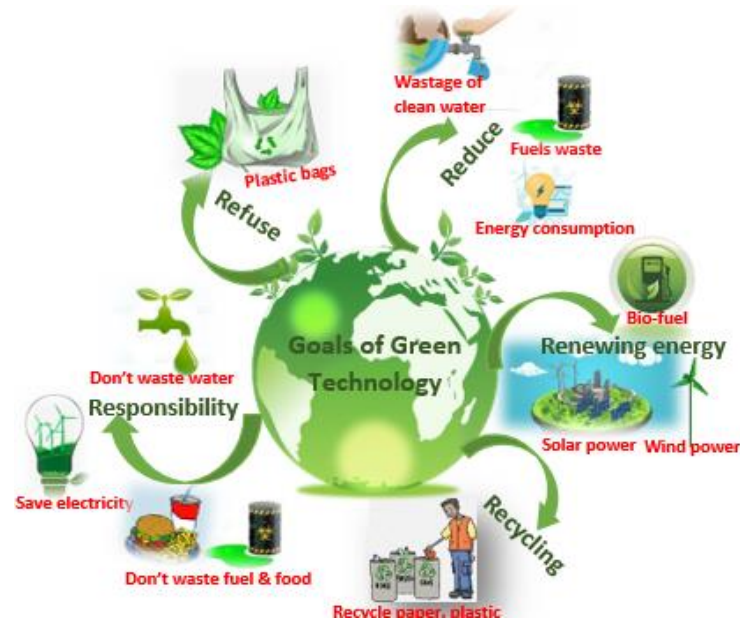 Wastage of
clean water
Reduce
Fuels waste
Energy consumption
Plastic bags
Refuse
Goals of Green
Technology
Bio-fuel
Renewing energy
Solar power
Wind power
Don't waste water
Responsibility
Save electricity
Don't waste fuel & food
Recycling
Recycle paper, plastic